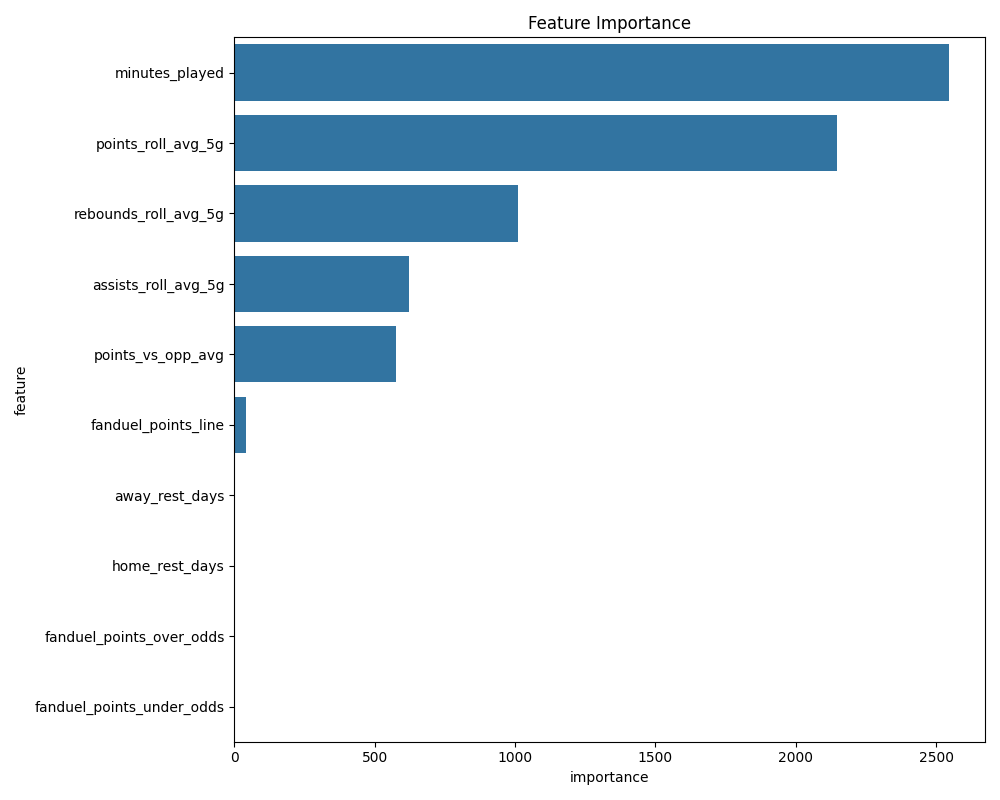 Feature Importance
minutes_played
points_roll_avg_5g
rebounds_roll_avg_5g
assists_roll_avg_5g
points_vs_opp_avg
fanduel_points_line
away_rest_days
home_rest_days
fanduel_points_over_odds
fanduel_points_under_odds
feature
0 500 1000 1500 2000 2500
importance